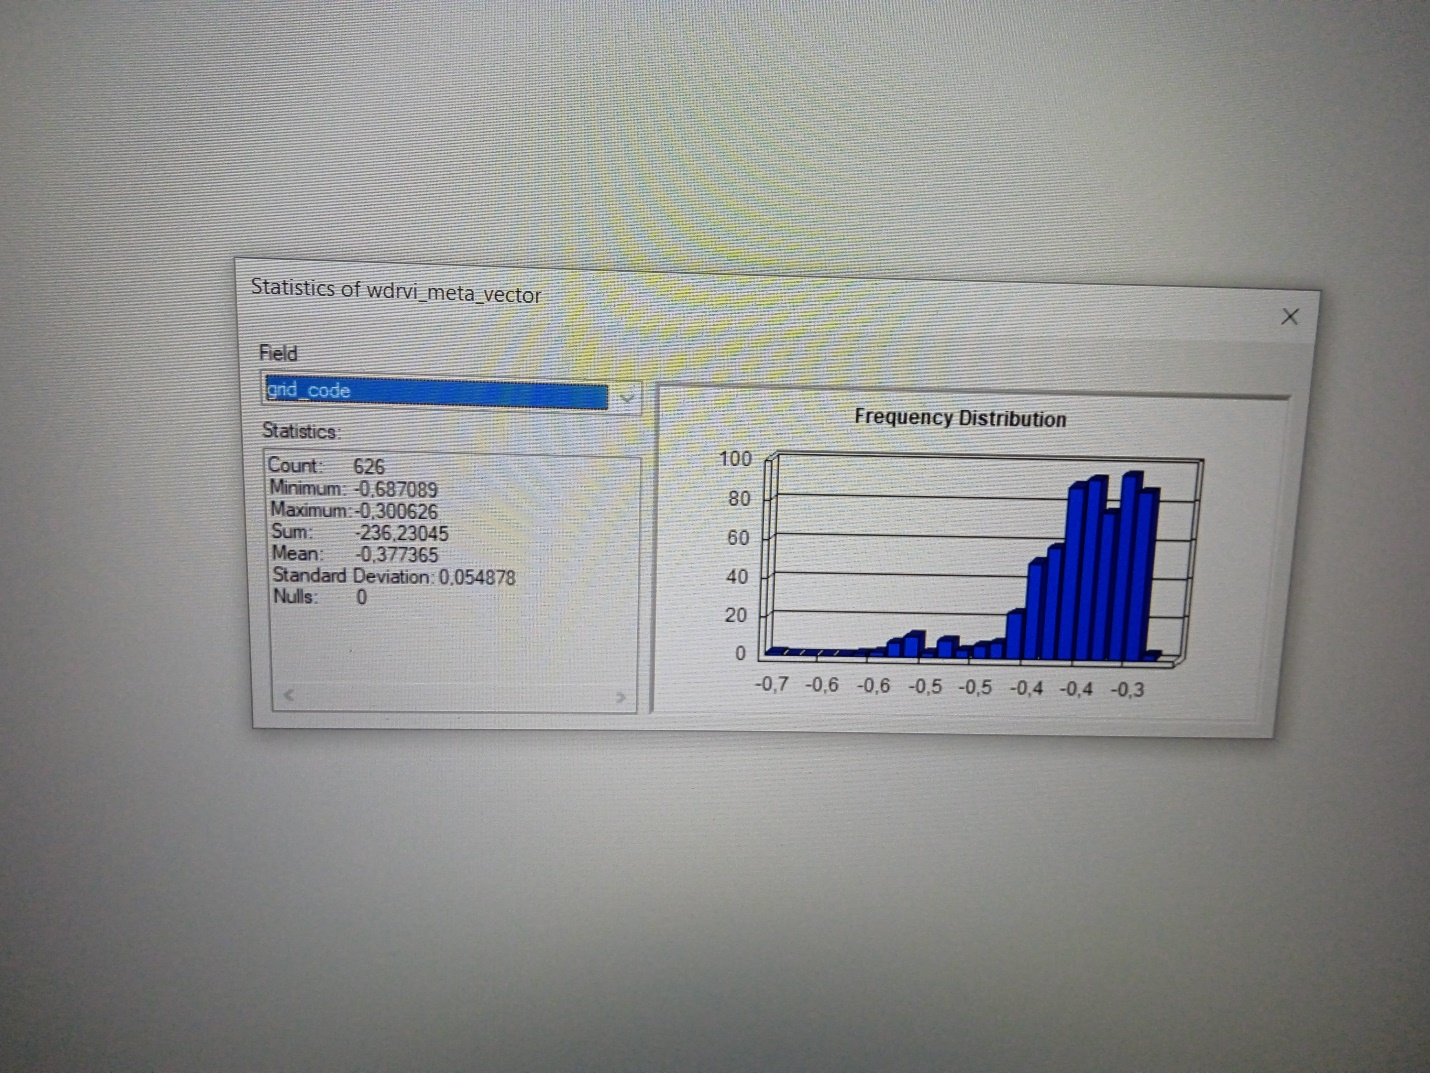 Statistics of wdrvi_meta_vector
Field
grid_code
Statistics:
Count: 626
Minimum: -0,687089
Maximum: -0,300626
Sum: -236,23045
Mean: -0,377365
Standard Deviation: 0,054878
Nulls: 0
Frequency Distribution
100
80
60
40
20
0
-0,7 -0,6 -0,6 -0,5 -0,5 -0,4 -0,4 -0,3